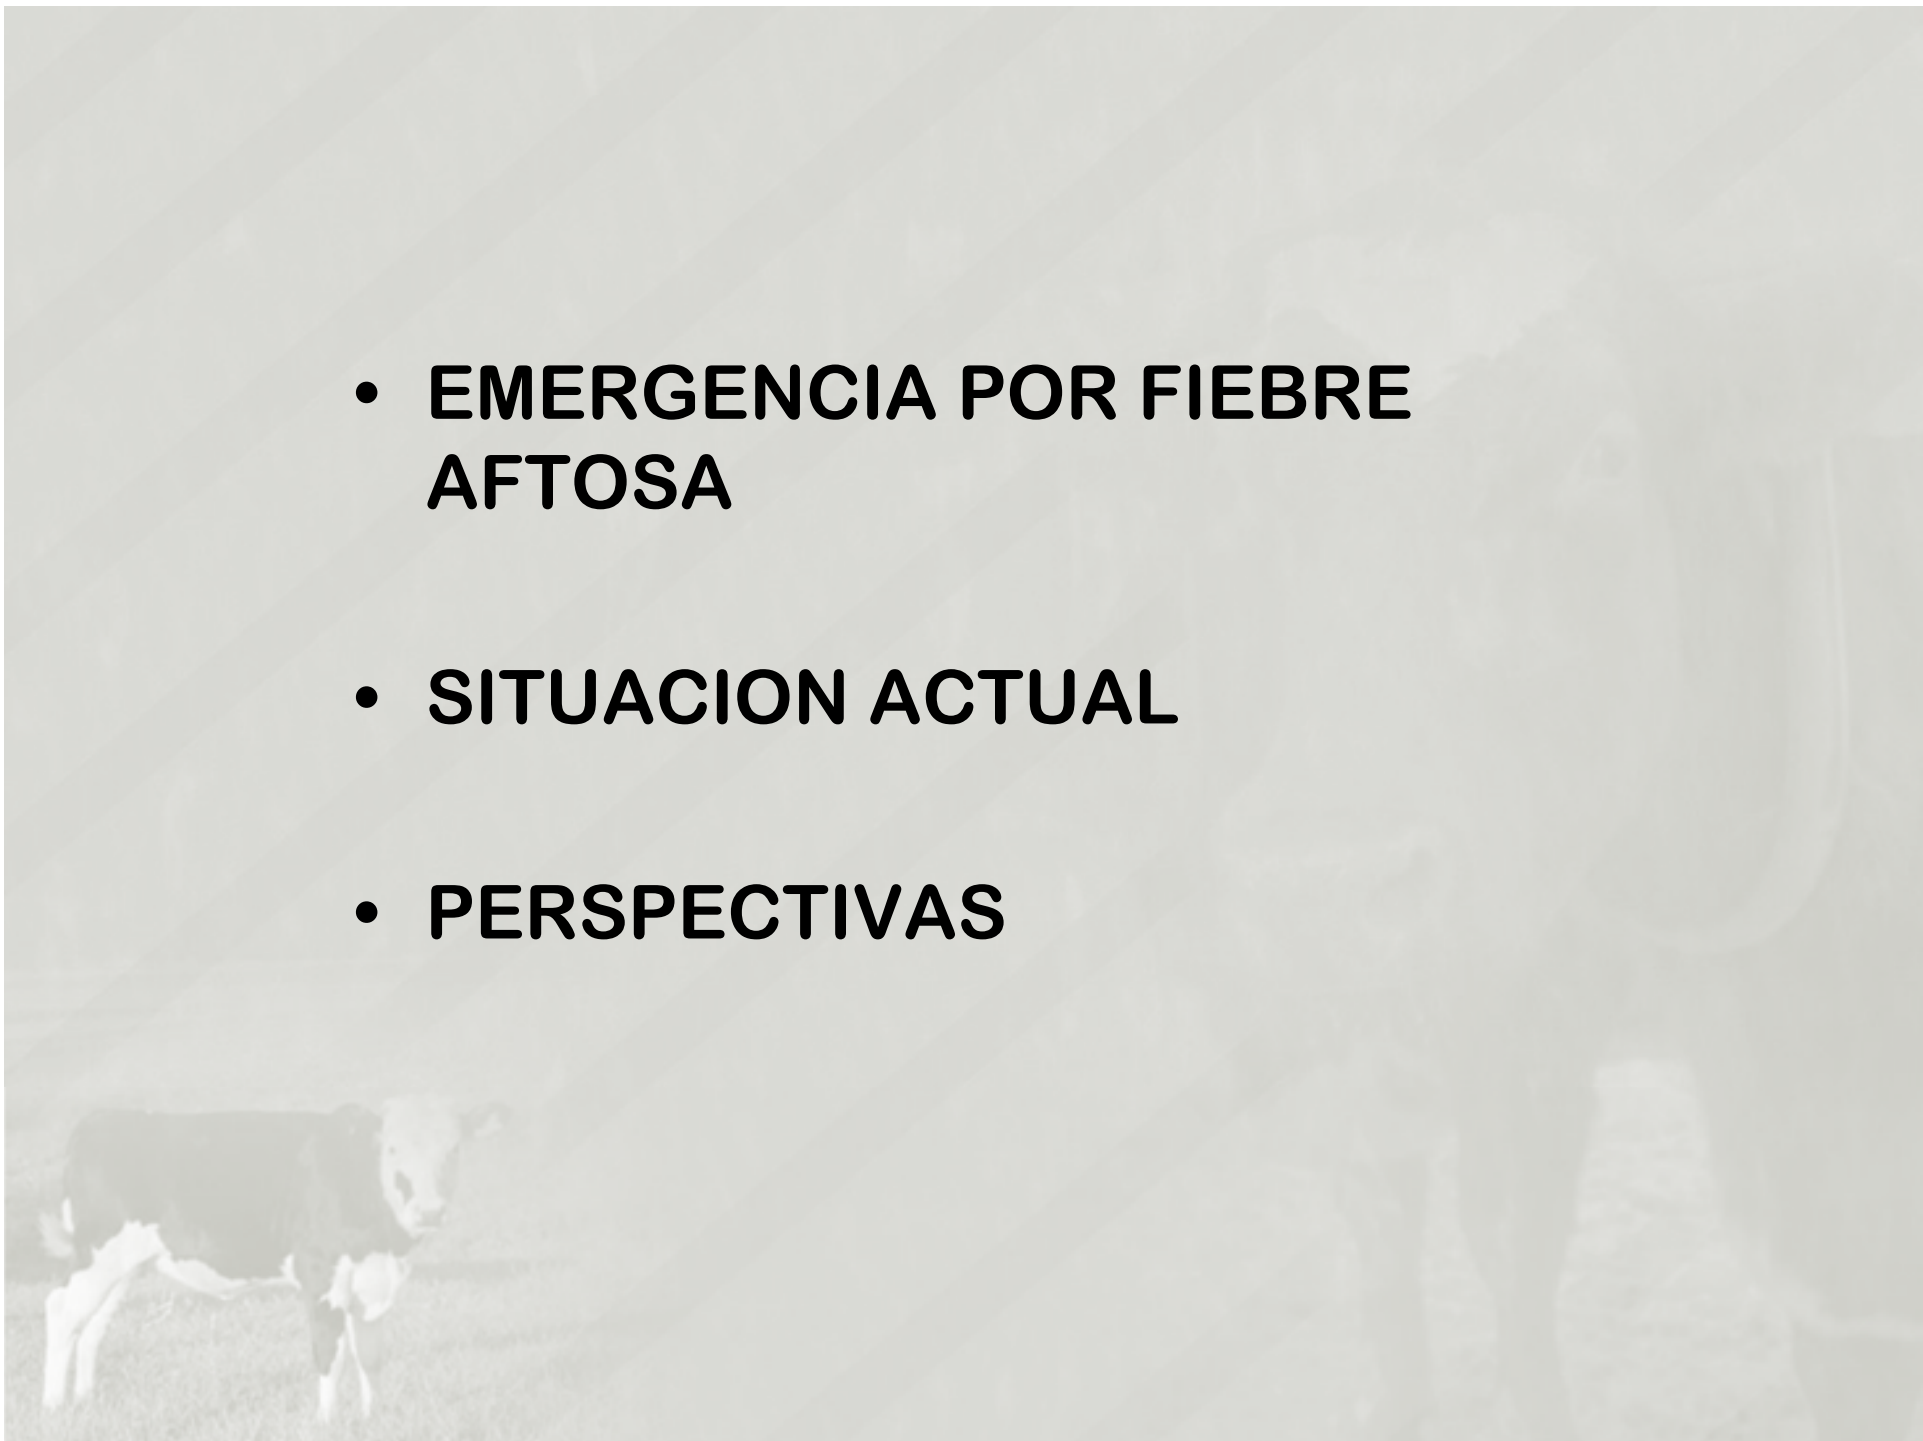 • EMERGENCIA POR FIEBRE
AFTOSA
• SITUACION ACTUAL
• PERSPECTIVAS